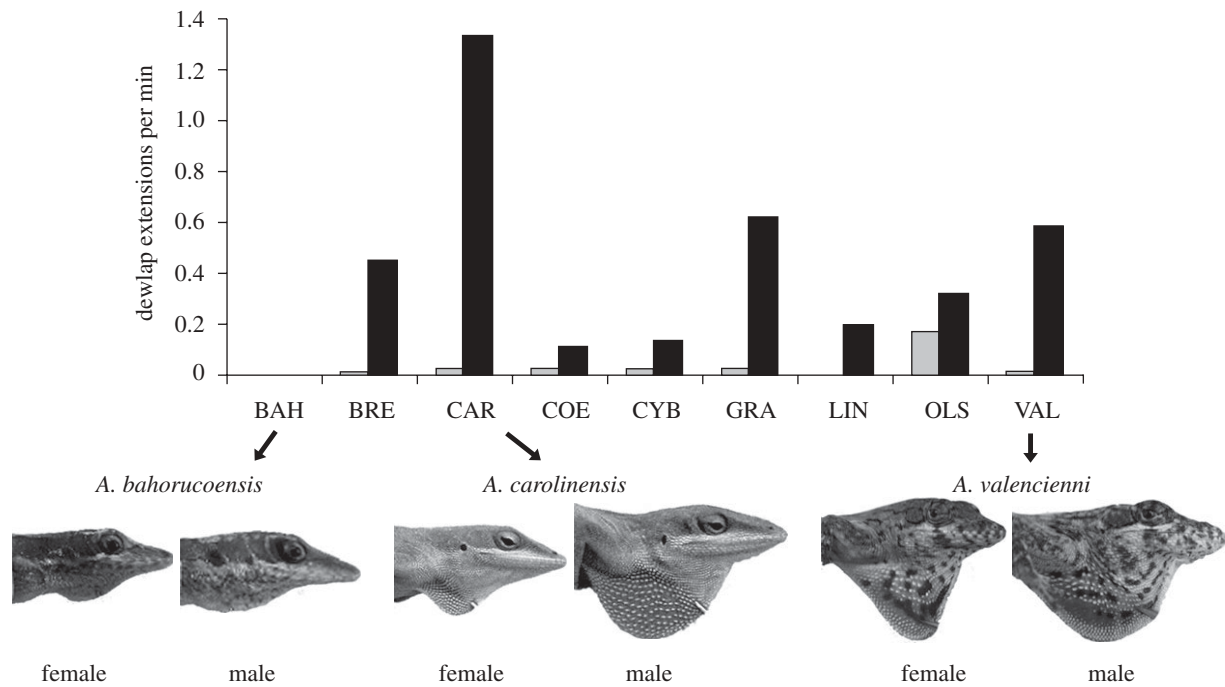 1.4
1.2
1.0
0.8
0.6
0.4
0.2
0
dewlap extensions per min
BAH BRE CAR COE CYB GRA LIN OLS VAL
A. bahorucoensis A. carolinensis A. valencienni
female male female male female male